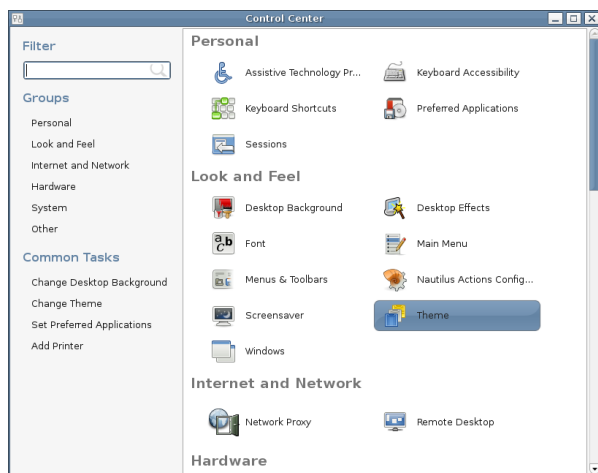 Control Center
Filter
Groups
Personal
Look and Feel
Internet and Network
Hardware
System
Other
Common Tasks
Change Desktop Background
Change Theme
Set Preferred Applications
Add Printer
Personal
Assistive Technology Pr...
Keyboard Accessibility
Keyboard Shortcuts
Preferred Applications
Sessions
Look and Feel
Desktop Background
Desktop Effects
Font
Main Menu
Menus & Toolbars
Nautilus Actions Config...
Screensaver
Theme
Windows
Internet and Network
Network Proxy
Remote Desktop
Hardware